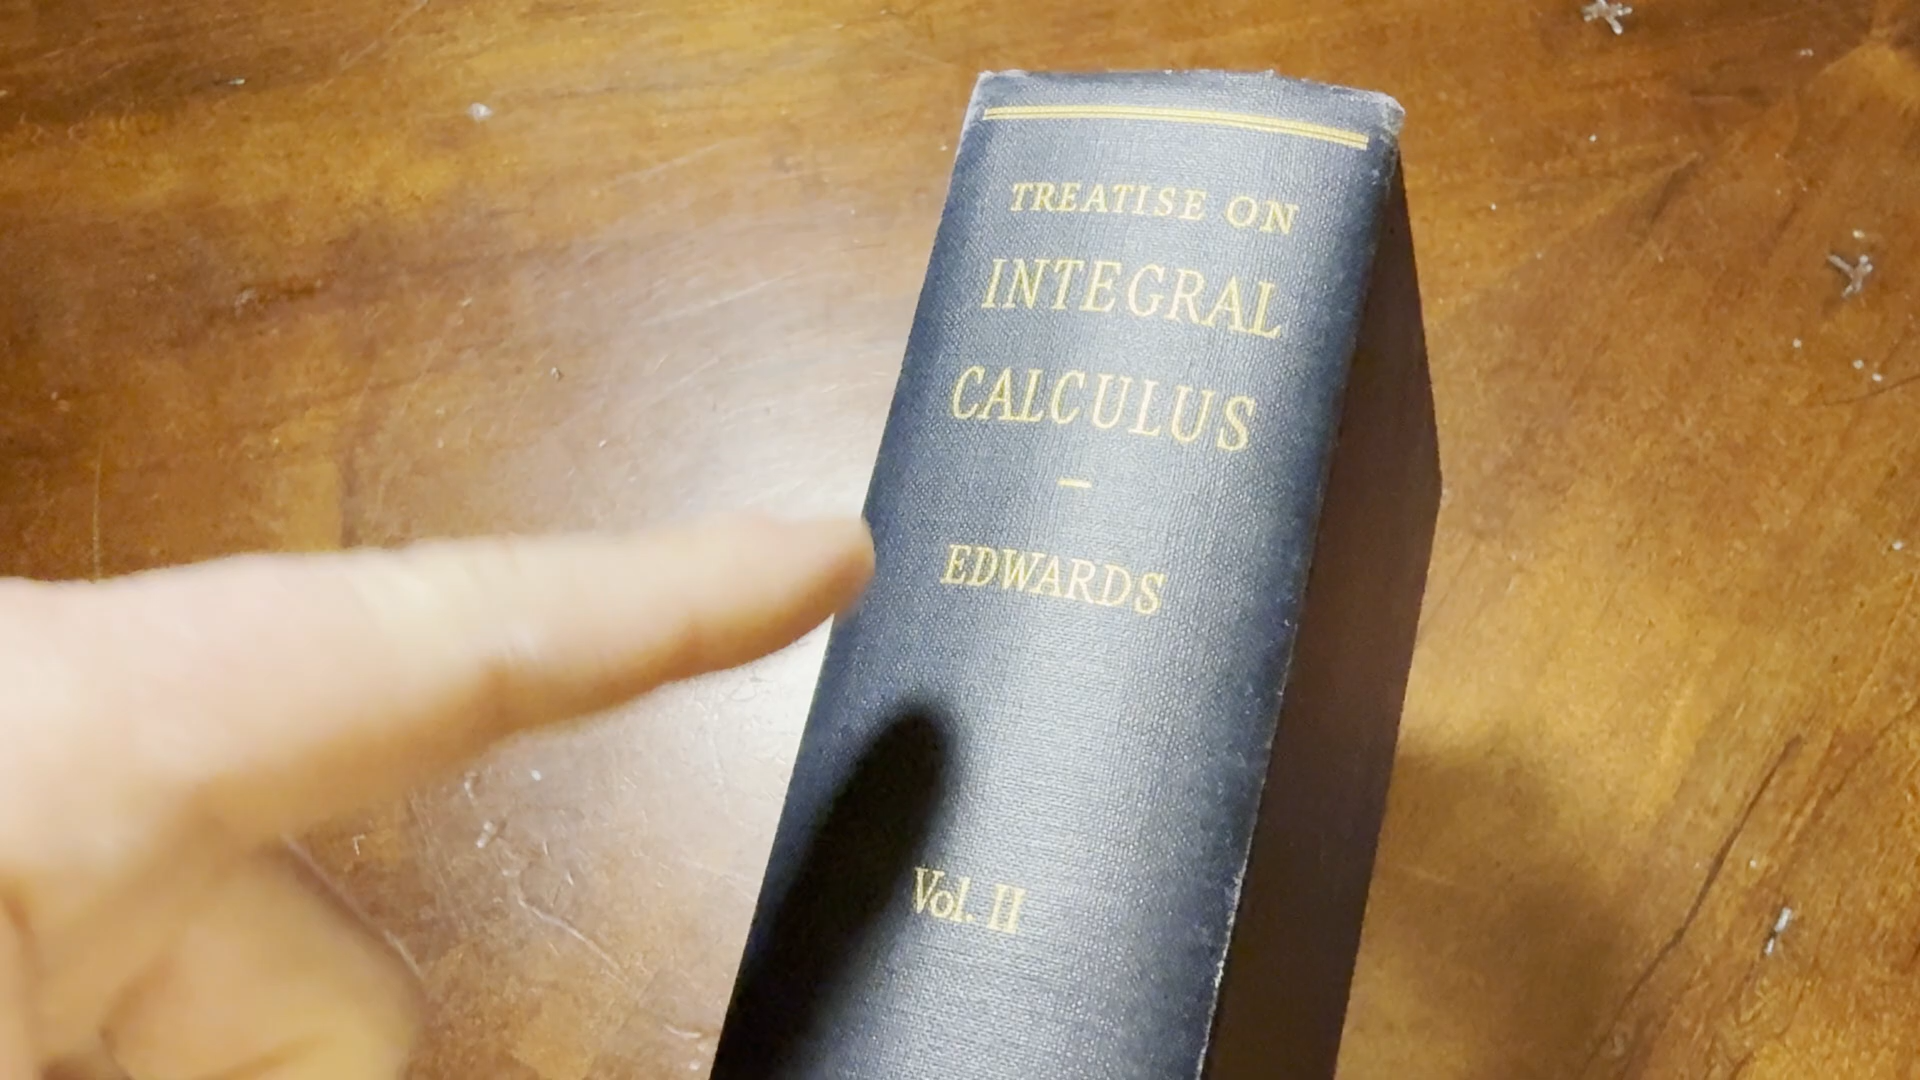 TREATISE ON
INTEGRAL
CALCULUS
–
EDWARDS
Vol. II